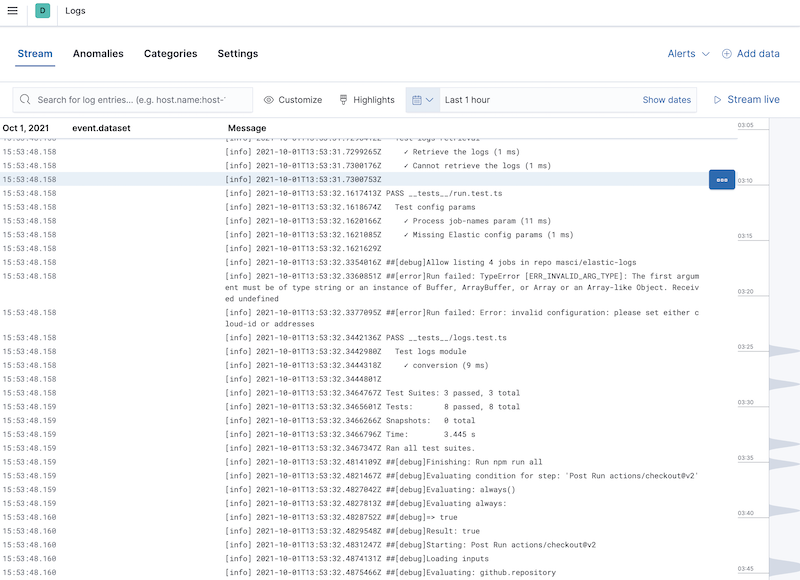 D Logs
Stream Anomalies Categories Settings Alerts Add data
Search for log entries... (e.g. host.name:host- Customize Highlights Last 1 hour Show dates Stream live
Oct 1, 2021 event.dataset Message 03:05
15:53:48.158 ✓ Retrieve the logs (1 ms)
15:53:48.158 [info] 2021-10-01T13:53:31.7300176Z ✓ Cannot retrieve the logs (1 ms)
15:53:48.158 [info] 2021-10-01T13:53:31.7300753Z 03:10
15:53:48.158 [info] 2021-10-01T13:53:32.1617413Z PASS __tests__/run.test.ts
15:53:48.158 [info] 2021-10-01T13:53:32.1618674Z Test config params
15:53:48.158 [info] 2021-10-01T13:53:32.1620166Z ✓ Process job-names param (11 ms)
15:53:48.158 [info] 2021-10-01T13:53:32.1621085Z ✓ Missing Elastic config params (1 ms) 03:15
15:53:48.158 [info] 2021-10-01T13:53:32.1621629Z
15:53:48.158 [info] 2021-10-01T13:53:32.3354016Z ##[debug]Allow listing 4 jobs in repo masci/elastic-logs
15:53:48.158 [info] 2021-10-01T13:53:32.3360851Z ##[error]Run failed: TypeError [ERR_INVALID_ARG_TYPE]: The first argum
ent must be of type string or an instance of Buffer, ArrayBuffer, or Array or an Array-like Object. Receiv
ed undefined 03:20
15:53:48.158 [info] 2021-10-01T13:53:32.3377095Z ##[error]Run failed: Error: invalid configuration: please set either c
loud-id or addresses
15:53:48.158 [info] 2021-10-01T13:53:32.3442136Z PASS __tests__/logs.test.ts
15:53:48.158 [info] 2021-10-01T13:53:32.3442980Z Test logs module 03:25
15:53:48.158 [info] 2021-10-01T13:53:32.3444318Z ✓ conversion (9 ms)
15:53:48.158 [info] 2021-10-01T13:53:32.3444801Z
15:53:48.158 [info] 2021-10-01T13:53:32.3464767Z Test Suites: 3 passed, 3 total
15:53:48.159 [info] 2021-10-01T13:53:32.3465601Z Tests: 8 passed, 8 total 03:30
15:53:48.159 [info] 2021-10-01T13:53:32.3466266Z Snapshots: 0 total
15:53:48.159 [info] 2021-10-01T13:53:32.3466796Z Time: 3.445 s
15:53:48.159 [info] 2021-10-01T13:53:32.3467347Z Ran all test suites.
15:53:48.159 [info] 2021-10-01T13:53:32.4814109Z ##[debug]Finishing: Run npm run all 03:35
15:53:48.159 [info] 2021-10-01T13:53:32.4821467Z ##[debug]Evaluating condition for step: 'Post Run actions/checkout@v2'
15:53:48.159 [info] 2021-10-01T13:53:32.4827042Z ##[debug]Evaluating: always()
15:53:48.159 [info] 2021-10-01T13:53:32.4827813Z ##[debug]Evaluating always:
15:53:48.160 [info] 2021-10-01T13:53:32.4828752Z ##[debug]=> true 03:40
15:53:48.160 [info] 2021-10-01T13:53:32.4829548Z ##[debug]Result: true
15:53:48.160 [info] 2021-10-01T13:53:32.4831247Z ##[debug]Starting: Post Run actions/checkout@v2
15:53:48.160 [info] 2021-10-01T13:53:32.4874131Z ##[debug]Loading inputs
15:53:48.160 [info] 2021-10-01T13:53:32.4875466Z ##[debug]Evaluating: github.repository 03:45